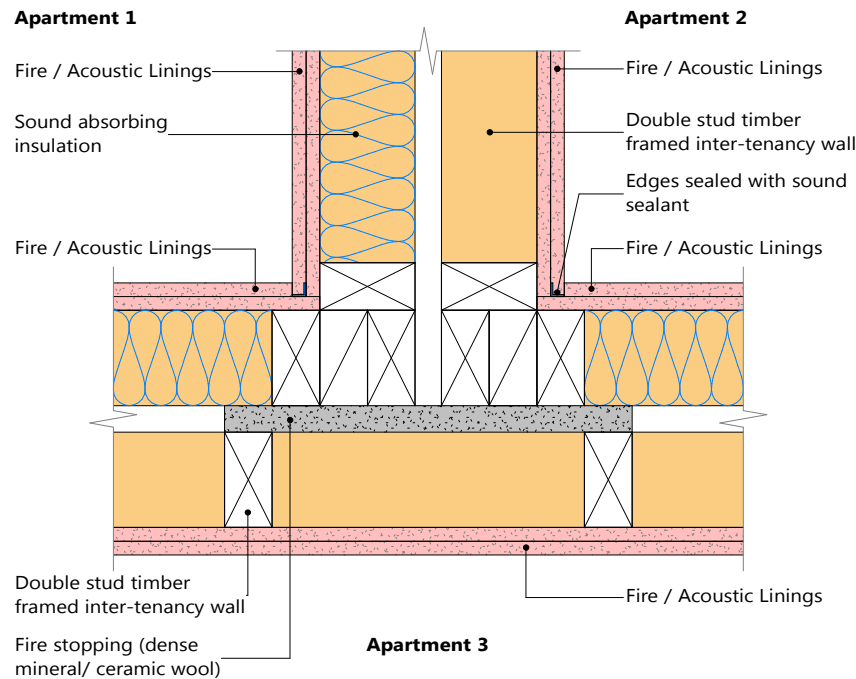 Apartment 1
Apartment 2
Fire / Acoustic Linings
Fire / Acoustic Linings
Sound absorbing
insulation
Double stud timber
framed inter-tenancy wall
Edges sealed with sound
sealant
Fire / Acoustic Linings
Fire / Acoustic Linings
Double stud timber
framed inter-tenancy wall
Fire / Acoustic Linings
Fire stopping (dense
mineral/ ceramic wool)
Apartment 3